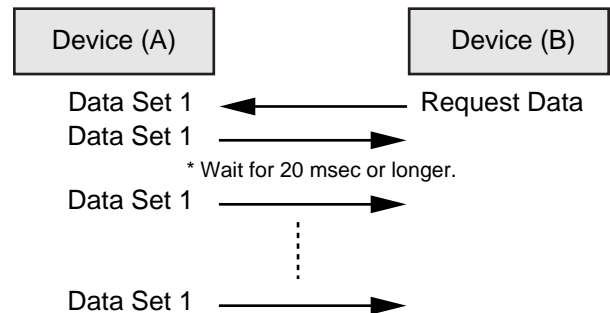 Device (A) Device (B)
Data Set 1 Request Data
Data Set 1
* Wait for 20 msec or longer.
Data Set 1
Data Set 1